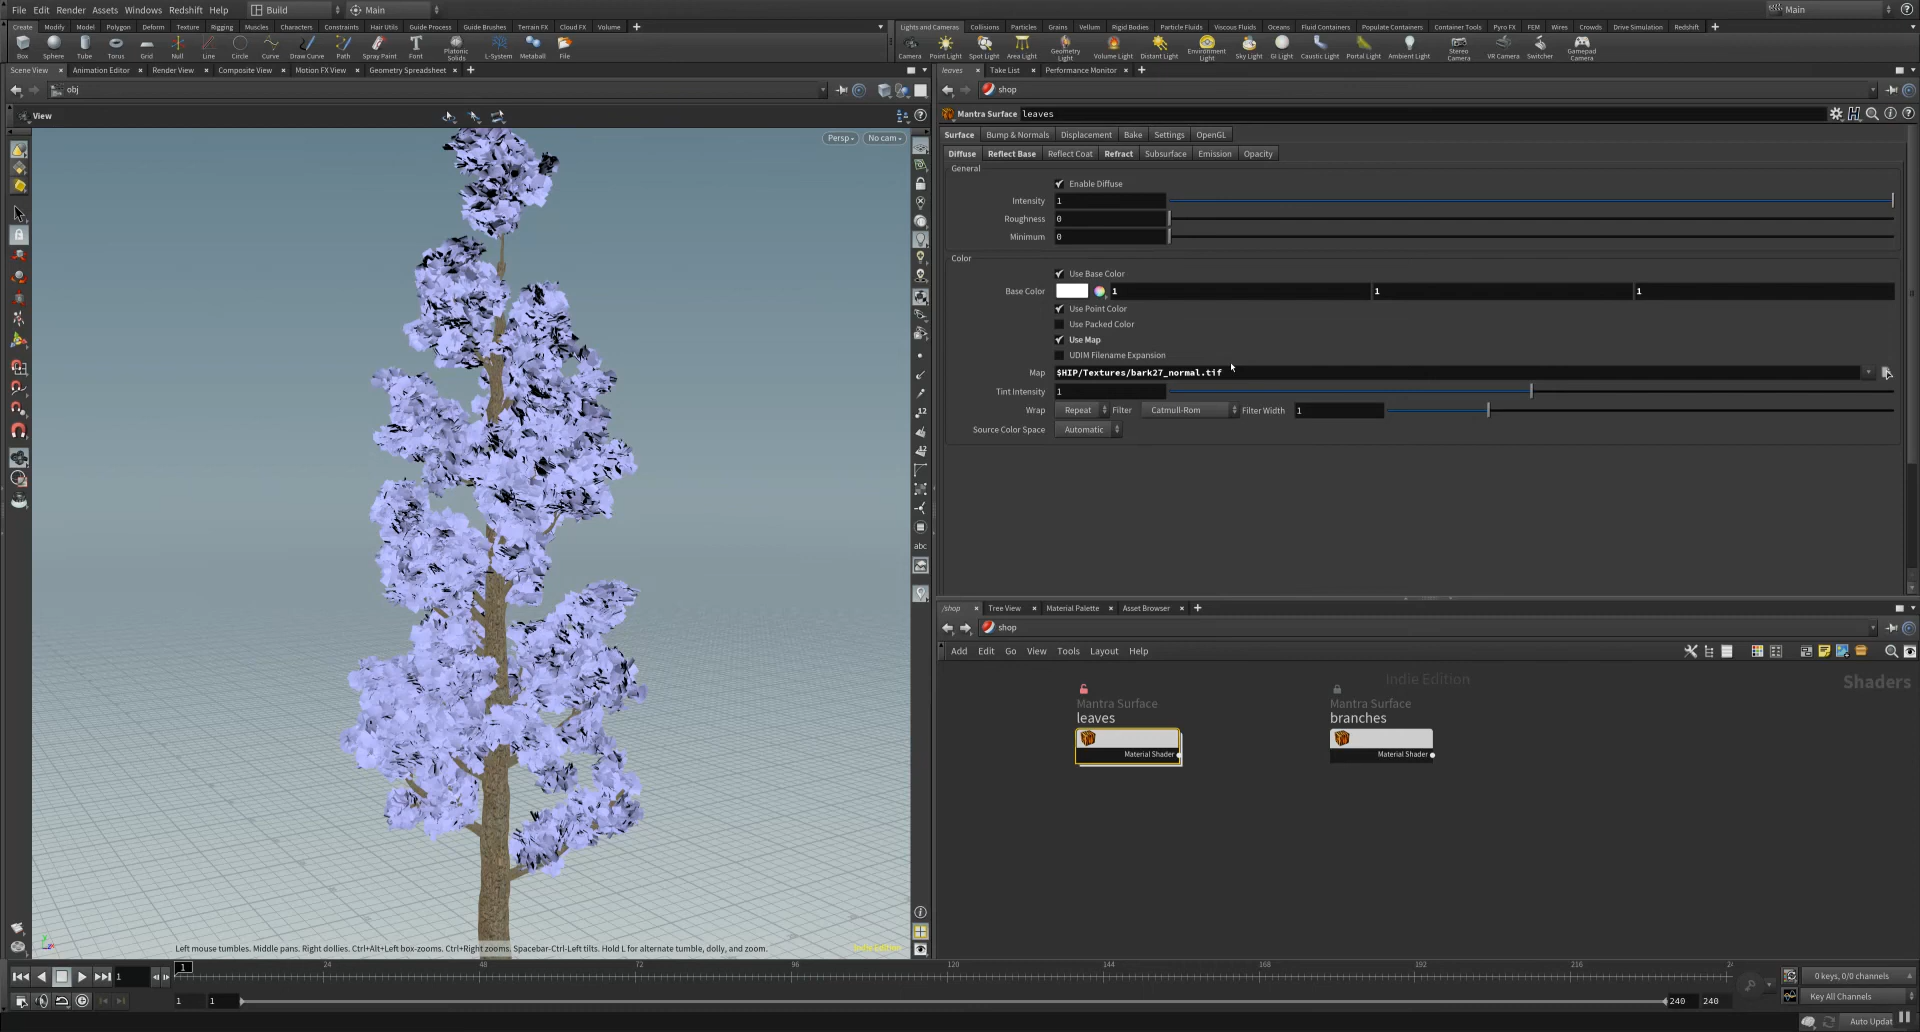 File Edit Render Assets Windows Redshift Help Build Main Main
Create Modify Model Polygon Deform Texture Rigging Muscles Characters Constraints Hair Utils Guide Process Guide Brushes Terrain FX Cloud FX Volume
Lights and Cameras Collisions Particles Grains Vellum Rigid Bodies Particle Fluids Viscous Fluids Oceans Fluid Containers Populate Containers Container Tools Pyro FX FEM Wires Crowds Drive Simulation Redshift
Box Sphere Tube Torus Grid Null Line Circle Curve Draw Curve Path Spray Paint Font Platonic Solids L-System Metaball File
Camera Point Light Spot Light Area Light Geometry Light Volume Light Distant Light Environment Light Sky Light GI Light Caustic Light Portal Light Ambient Light Stereo Camera VR Camera Switcher Gamepad Camera
Scene View Animation Editor Render View Composite View Motion FX View Geometry Spreadsheet
leaves Take List Performance Monitor
obj
shop
View
Mantra Surface leaves
Persp No cam
Surface Bump & Normals Displacement Bake Settings OpenGL
Diffuse Reflect Base Reflect Coat Refract Subsurface Emission Opacity
General
Enable Diffuse
Intensity 1
Roughness 0
Minimum 0
Color
Use Base Color
Base Color 1 1 1
Use Point Color
Use Packed Color
Use Map
UDIM Filename Expansion
Map $HIP/Textures/bark27_normal.tif
Tint Intensity 1
Wrap Repeat Filter Catmull-Rom Filter Width 1
Source Color Space Automatic
abc
/shop Tree View Material Palette Asset Browser
shop
Add Edit Go View Tools Layout Help
Indie Edition Shaders
Mantra Surface
leaves
Material Shader
Mantra Surface
branches
Material Shader
Left mouse tumbles. Middle pans. Right dollies. Ctrl+Alt+Left box-zooms. Ctrl+Right zooms. Spacebar-Ctrl-Left tilts. Hold L for alternate tumble, dolly, and zoom.
Indie Edition
1 1 24 48 72 96 120 144 168 192 216
0 keys, 0/0 channels
1 1 240 240
Key All Channels
Auto Updat